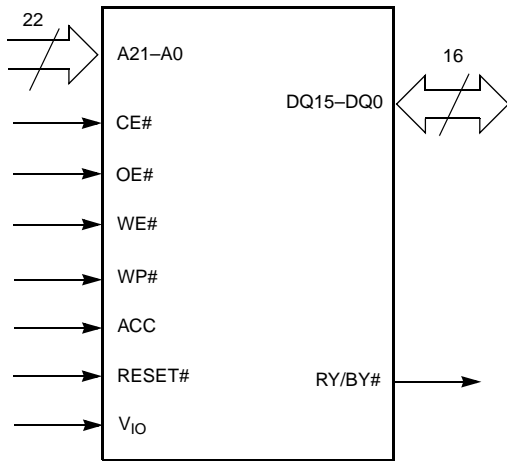 22
A21–A0
16
DQ15–DQ0
CE#
OE#
WE#
WP#
ACC
RESET#
RY/BY#
VIO